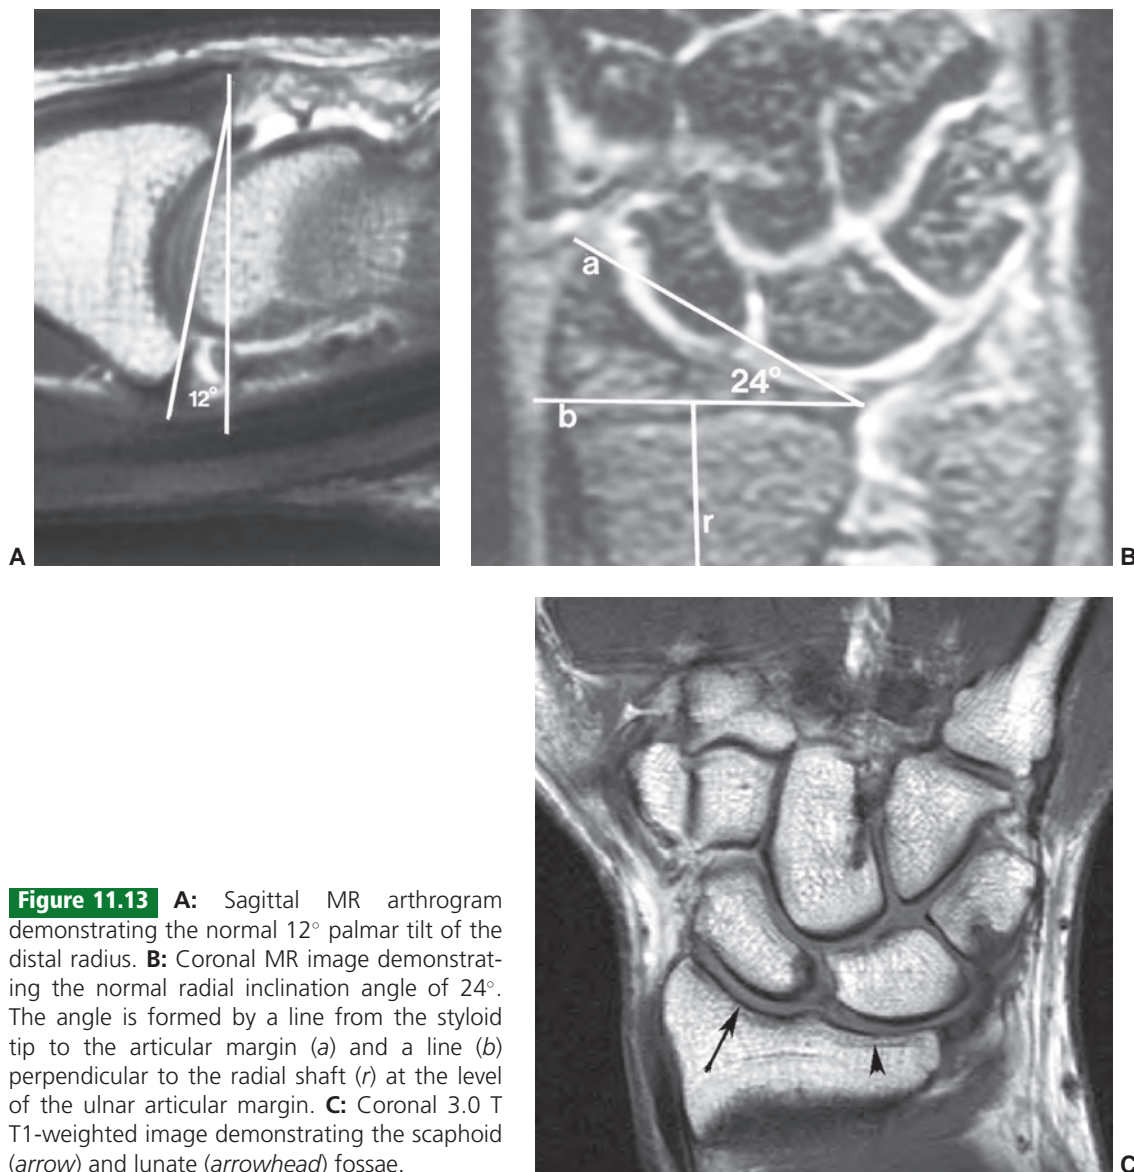 12°
A
a
24°
b
r
B
Figure 11.13 A: Sagittal MR arthrogram
demonstrating the normal 12° palmar tilt of the
distal radius. B: Coronal MR image demonstrat-
ing the normal radial inclination angle of 24°.
The angle is formed by a line from the styloid
tip to the articular margin (a) and a line (b)
perpendicular to the radial shaft (r) at the level
of the ulnar articular margin. C: Coronal 3.0 T
T1-weighted image demonstrating the scaphoid
(arrow) and lunate (arrowhead) fossae.
C